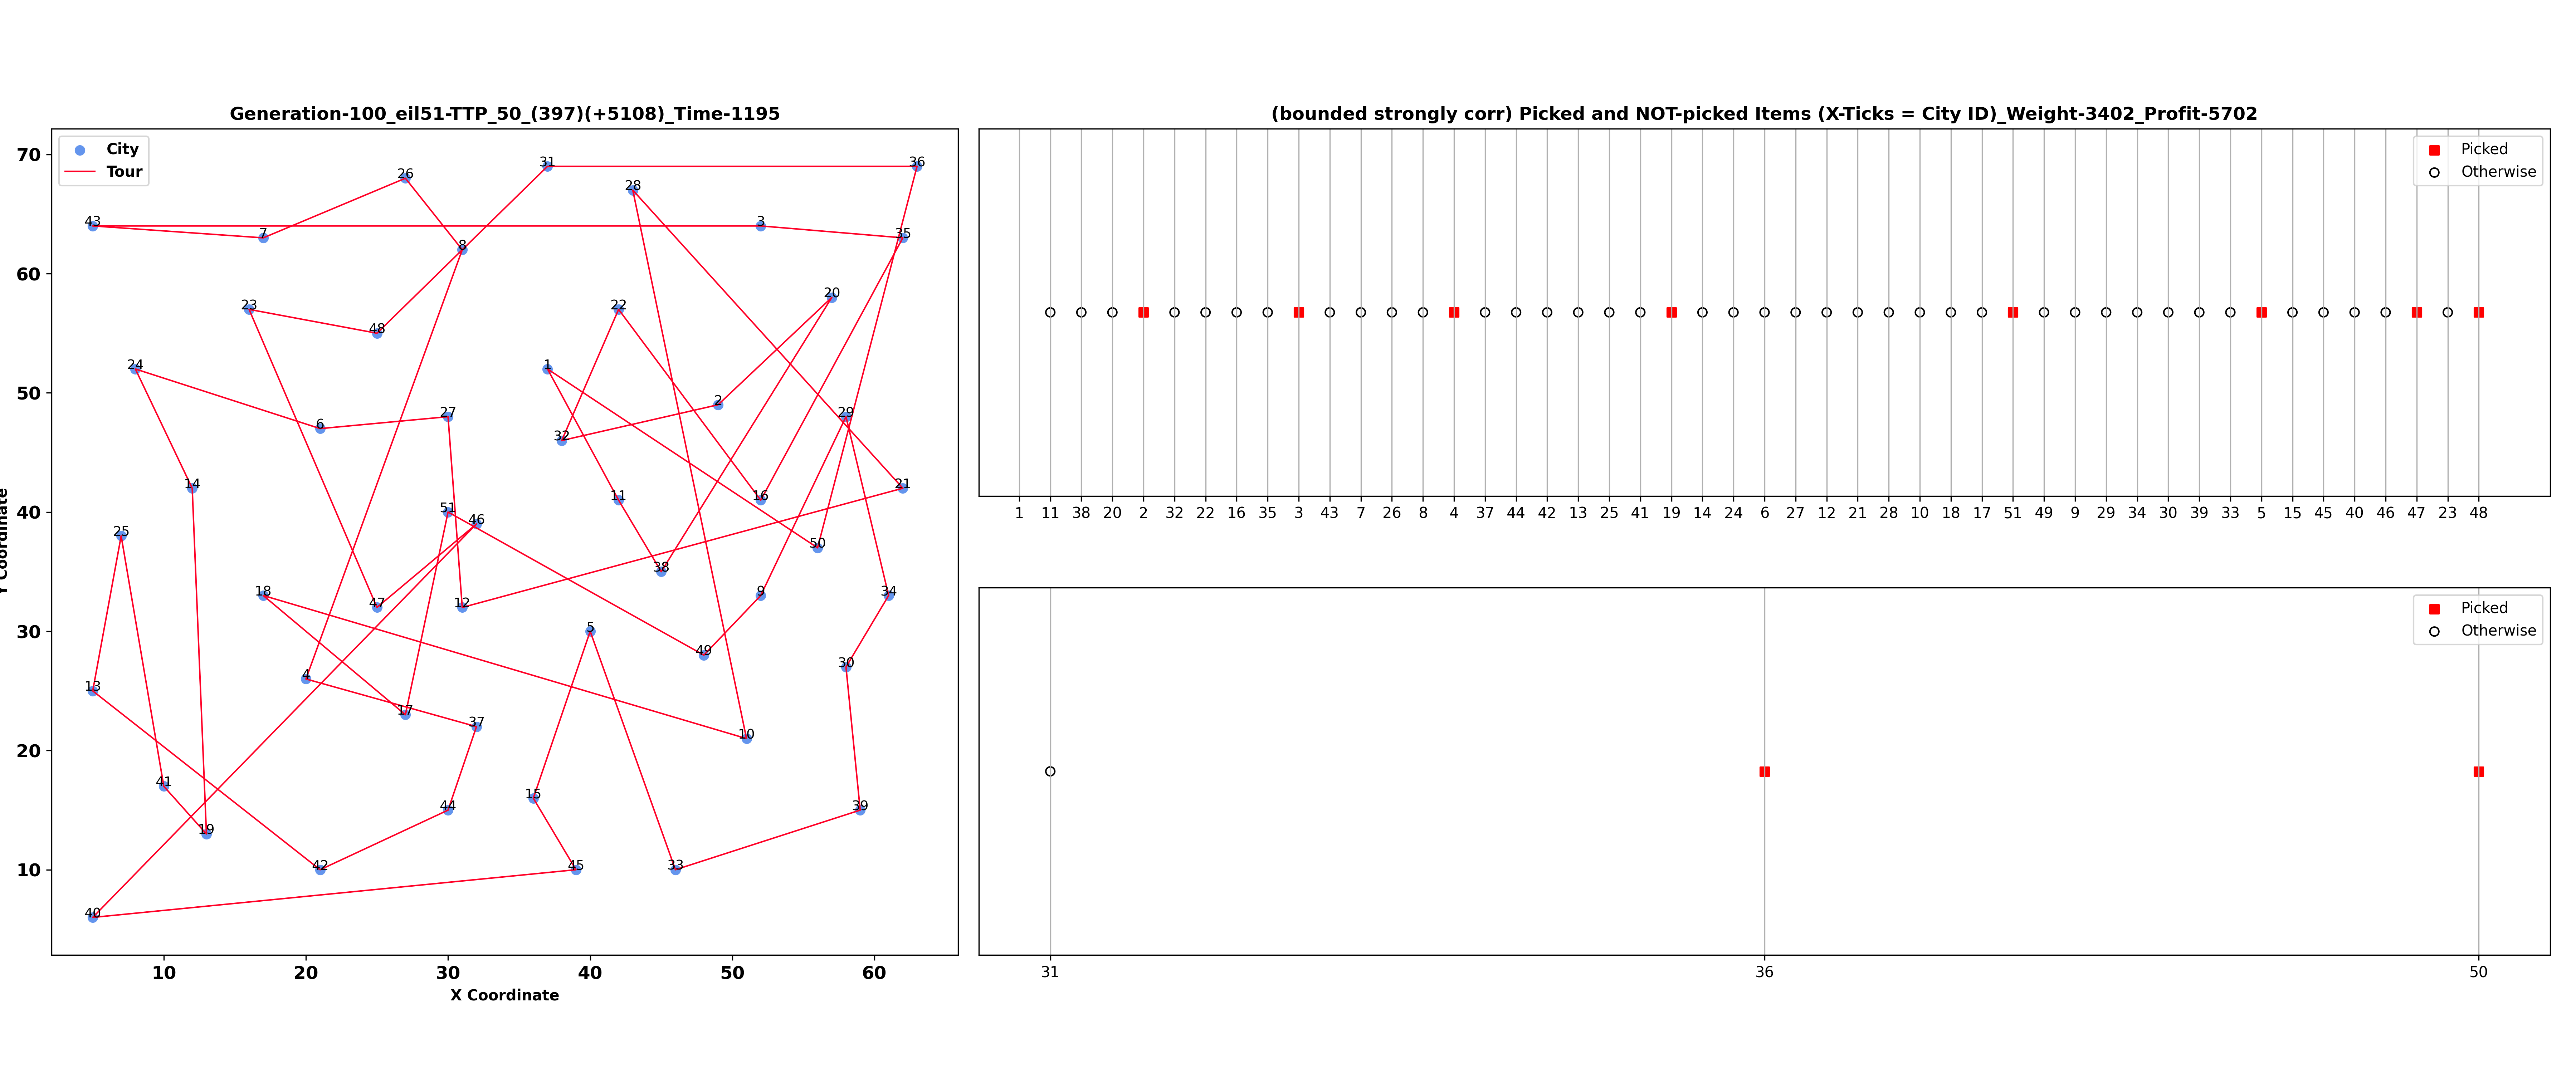 Generation-100_eil51-TTP_50_(397)(+5108)_Time-1195
City
Tour
70
60
50
40
30
20
10
Y Coordinate
10 20 30 40 50 60
X Coordinate
31 36
26
28
43 3
7 35
8
20
23 22
48
24 1
2
29
27
6
32
14 21
16
11
51
46
25
50
38
18 9 34
47 12
5
49
30
4
13
17
37
10
41
15
44 39
19
42 45 33
40
(bounded strongly corr) Picked and NOT-picked Items (X-Ticks = City ID)_Weight-3402_Profit-5702
Picked
Otherwise
1 11 38 20 2 32 22 16 35 3 43 7 26 8 4 37 44 42 13 25 41 19 14 24 6 27 12 21 28 10 18 17 51 49 9 29 34 30 39 33 5 15 45 40 46 47 23 48
Picked
Otherwise
31 36 50